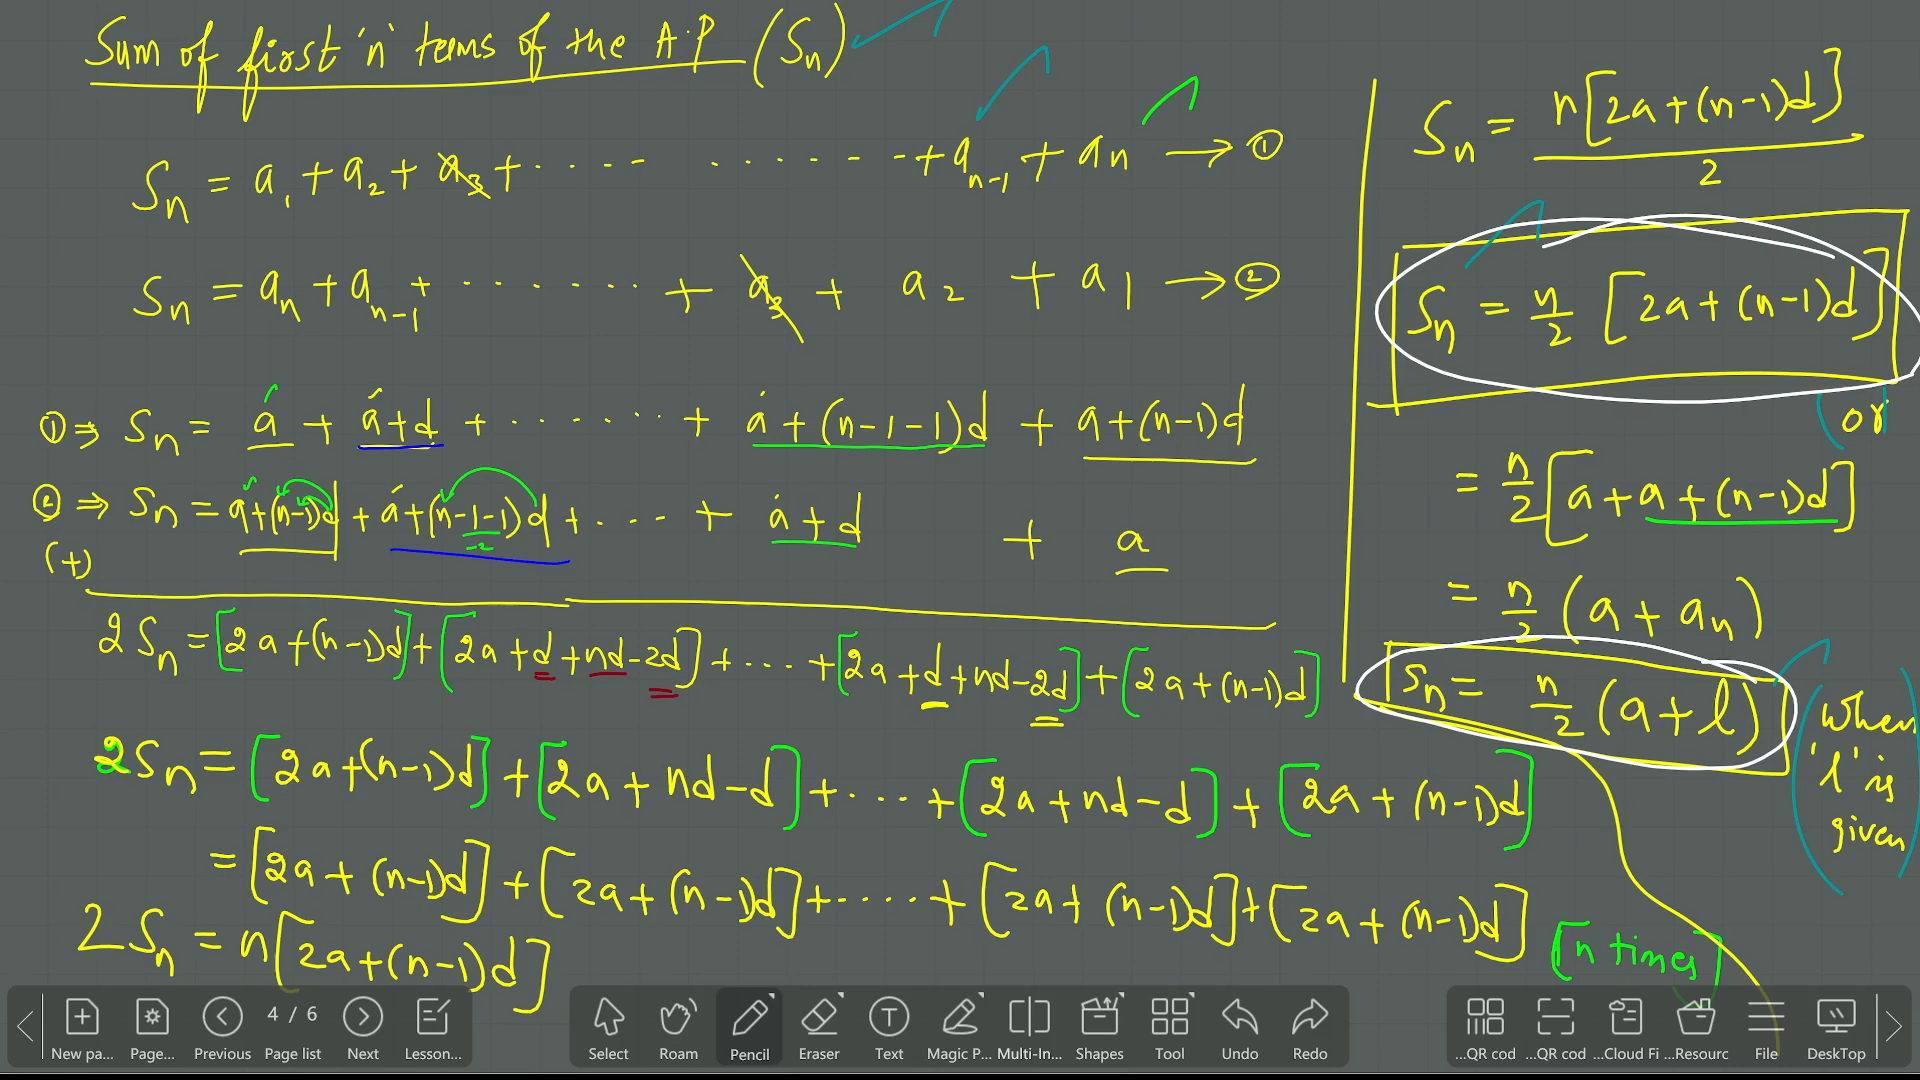 Sum of first 'n' terms of the A.P (Sn)
Sn = a1 + a2 + a3 + ............ + an-1 + an → ①
Sn = an + an-1 + ........ + a3 + a2 + a1 → ②
① ⇒ Sn = a + a+d + ....... + a+(n-1-1)d + a+(n-1)d
② ⇒ Sn = a+(n-1)d + a+(n-1-1)d + .... + a+d + a
-2
(+)
2Sn = [2a+(n-1)d] + [2a+d+nd-2d] + .... + [2a+d+nd-2d] + [2a+(n-1)d]
2Sn = [2a+(n-1)d] + [2a+nd-d] + .... + [2a+nd-d] + [2a+(n-1)d]
= [2a+(n-1)d] + [2a+(n-1)d] + ..... + [2a+(n-1)d] + [2a+(n-1)d] [n times]
2Sn = n[2a+(n-1)d]
Sn = n[2a+(n-1)d]
2
Sn = n/2 [2a+(n-1)d]
or
= n/2 [a+a+(n-1)d]
= n/2 (a+an)
Sn = n/2 (a+l)
(when
'l' is
given)
New pa...
Page...
Previous
4 / 6
Page list
Next
Lesson...
Select
Roam
Pencil
Eraser
Text
Magic P...
Multi-In...
Shapes
Tool
Undo
Redo
...QR cod
...QR cod
...Cloud Fi
...Resourc
File
DeskTop